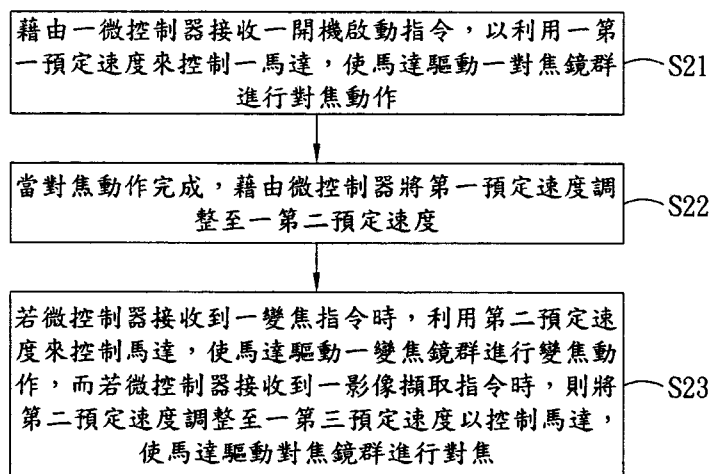 藉由一微控制器接收一開機啟動指令，以利用一第
一預定速度來控制一馬達，使馬達驅動一對焦鏡群
進行對焦動作
S21
當對焦動作完成，藉由微控制器將第一預定速度調
整至一第二預定速度
S22
若微控制器接收到一變焦指令時，利用第二預定速
度來控制馬達，使馬達驅動一變焦鏡群進行變焦動
作，而若微控制器接收到一影像擷取指令時，則將
第二預定速度調整至一第三預定速度以控制馬達，
使馬達驅動對焦鏡群進行對焦
S23